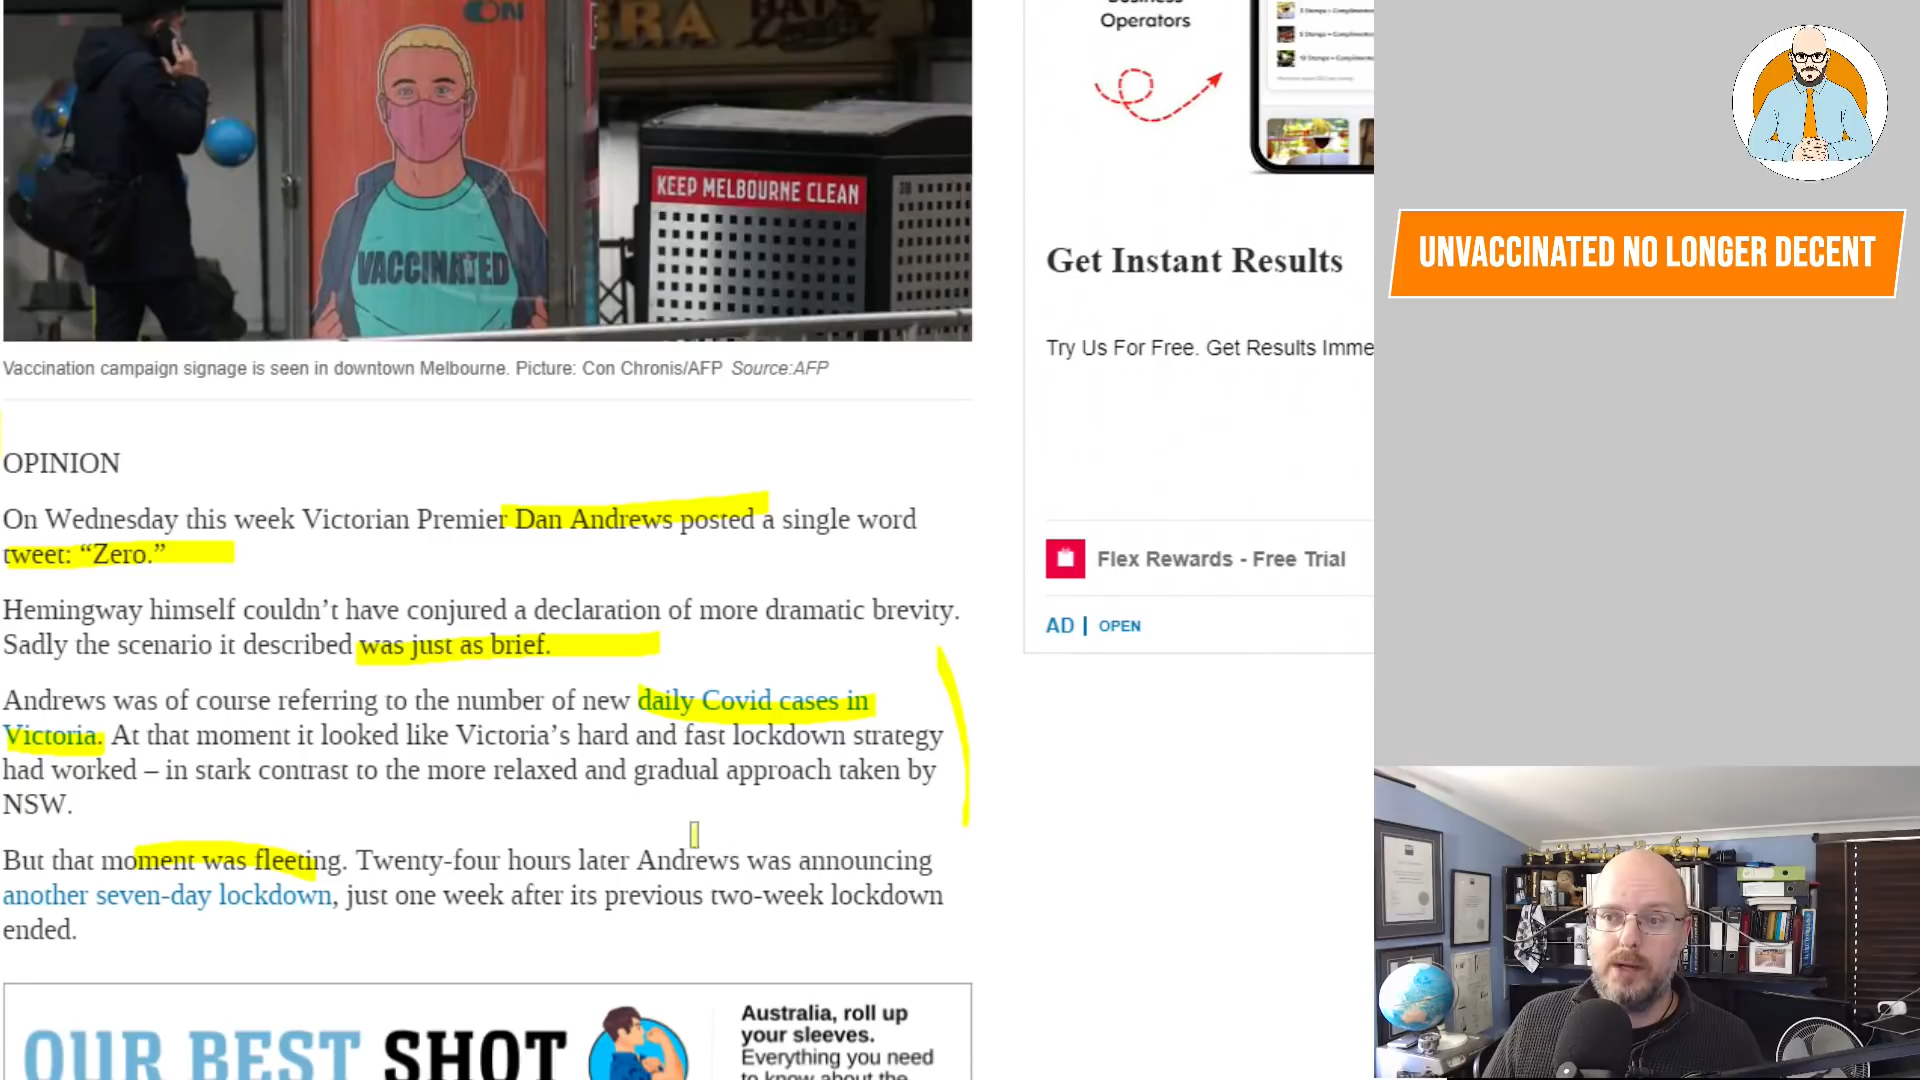 ON
BRA
HATS
KEEP MELBOURNE CLEAN
VACCINATED
Vaccination campaign signage is seen in downtown Melbourne. Picture: Con Chronis/AFP Source:AFP
OPINION
On Wednesday this week Victorian Premier Dan Andrews posted a single word
tweet: “Zero.”
Hemingway himself couldn’t have conjured a declaration of more dramatic brevity.
Sadly the scenario it described was just as brief.
Andrews was of course referring to the number of new daily Covid cases in
Victoria. At that moment it looked like Victoria’s hard and fast lockdown strategy
had worked – in stark contrast to the more relaxed and gradual approach taken by
NSW.
But that moment was fleeting. Twenty-four hours later Andrews was announcing
another seven-day lockdown, just one week after its previous two-week lockdown
ended.
OUR BEST SHOT
Australia, roll up
your sleeves.
Everything you need
to know about the
Operators
Get Instant Results
Try Us For Free. Get Results Imme
Flex Rewards - Free Trial
AD | OPEN
UNVACCINATED NO LONGER DECENT